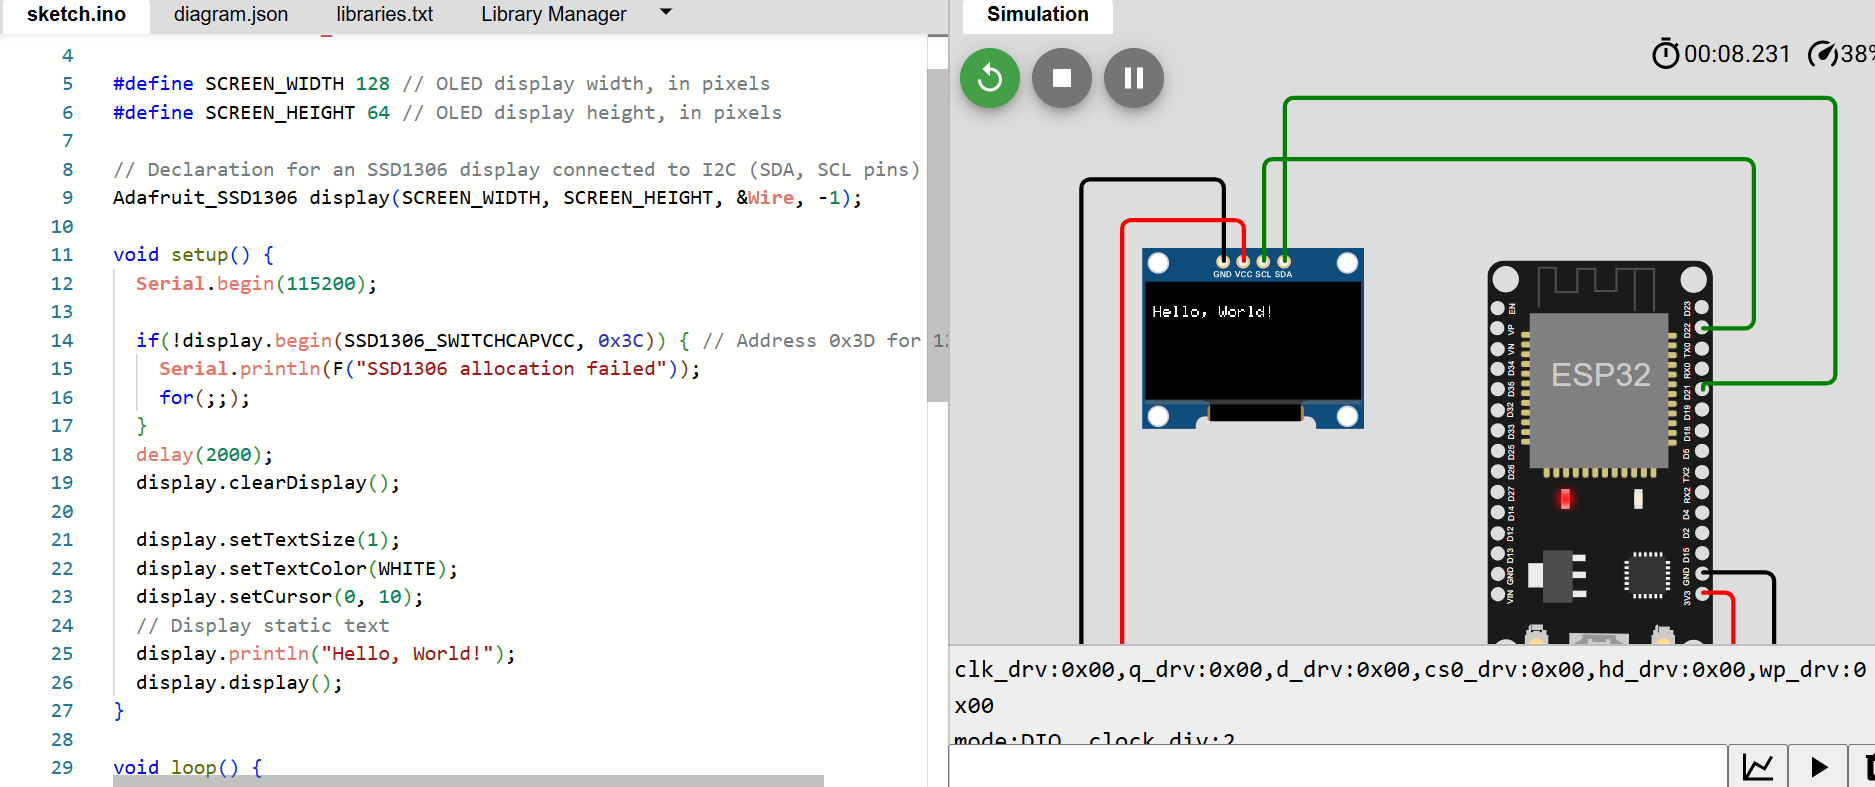 sketch.ino diagram.json libraries.txt Library Manager
4
5 #define SCREEN_WIDTH 128 // OLED display width, in pixels
6 #define SCREEN_HEIGHT 64 // OLED display height, in pixels
7
8 // Declaration for an SSD1306 display connected to I2C (SDA, SCL pins)
9 Adafruit_SSD1306 display(SCREEN_WIDTH, SCREEN_HEIGHT, &Wire, -1);
10
11 void setup() {
12 Serial.begin(115200);
13
14 if(!display.begin(SSD1306_SWITCHCAPVCC, 0x3C)) { // Address 0x3D for 12
15 Serial.println(F("SSD1306 allocation failed"));
16 for(;;);
17 }
18 delay(2000);
19 display.clearDisplay();
20
21 display.setTextSize(1);
22 display.setTextColor(WHITE);
23 display.setCursor(0, 10);
24 // Display static text
25 display.println("Hello, World!");
26 display.display();
27 }
28
29 void loop() {
Simulation
00:08.231 38%
GND VCC SCL SDA
Hello, World!
ESP32
EN
VP
VN
D34
D35
D32
D33
D25
D26
D27
D14
D12
D13
GND
VIN
D23
D22
TX0
RX0
D21
D19
D18
D5
TX2
RX2
D4
D2
D15
GND
3V3
clk_drv:0x00,q_drv:0x00,d_drv:0x00,cs0_drv:0x00,hd_drv:0x00,wp_drv:0
x00
mode:DIO, clock div:2